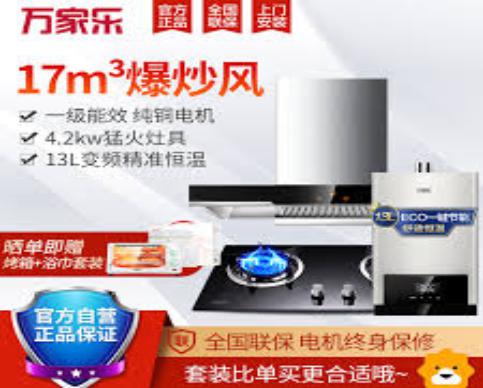 万家乐
官方正品 全国联保 上门安装
17m³爆炒风
一级能效 纯铜电机
4.2kw猛火灶具
13L变频精准恒温
13L ECO一键节能
舒适恒温
晒单即赠
烤箱+浴巾套装
官方自营
正品保证
全国联保 电机终身保修
套装比单买更合适哦~